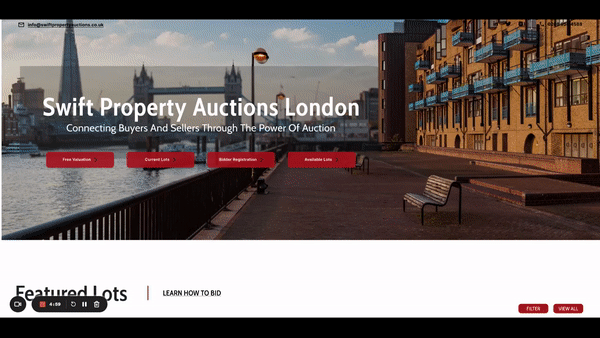 info@swiftpropertyauctions.co.uk
Swift Property Auctions London
Connecting Buyers And Sellers Through The Power Of Auction
Free Valuation
Current Lots
Bidder Registration
Available Lots
Featured Lots
LEARN HOW TO BID
4:59
FILTER
VIEW ALL